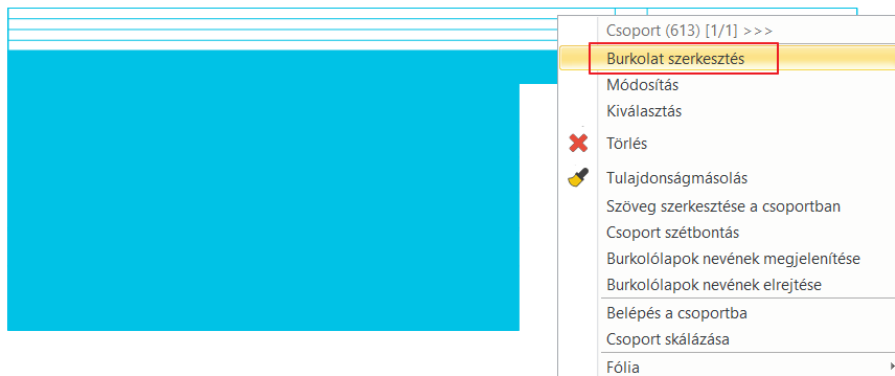 Csoport (613) [1/1] >>>
Burkolat szerkesztés
Módosítás
Kiválasztás
Törlés
Tulajdonságmásolás
Szöveg szerkesztése a csoportban
Csoport szétbontás
Burkolólapok nevének megjelenítése
Burkolólapok nevének elrejtése
Belépés a csoportba
Csoport skálázása
Fólia